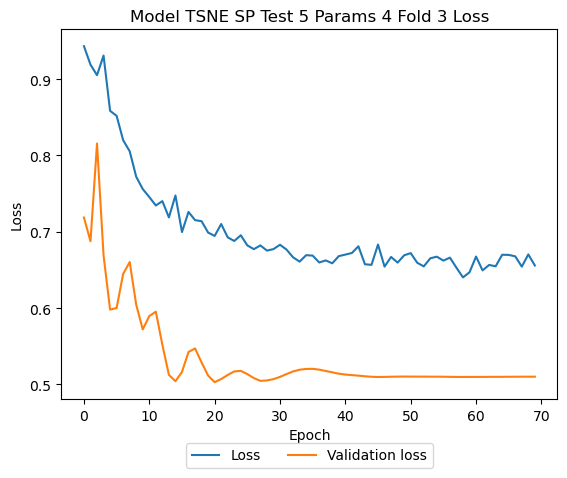 Model TSNE SP Test 5 Params 4 Fold 3 Loss
Loss
0.9
0.8
0.7
0.6
0.5
0 10 20 30 40 50 60 70
Epoch
Loss Validation loss